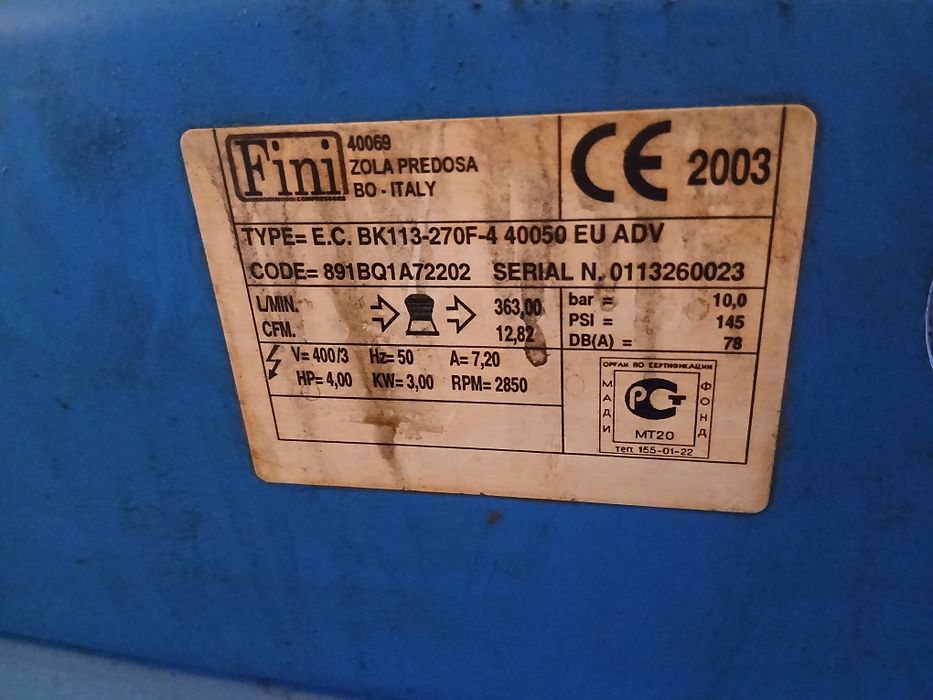 Fini
COMPRESSORS
40069
ZOLA PREDOSA
BO - ITALY
CE 2003
TYPE= E.C. BK113-270F-4 40050 EU ADV
CODE= 891BQ1A72202 SERIAL N. 0113260023
L/MIN. 363,00
CFM. 12,82
bar = 10,0
PSI = 145
DB(A) = 78
V= 400/3 Hz= 50 A= 7,20
HP= 4,00 KW= 3,00 RPM= 2850
ОРГАН ПО СЕРТИФИКАЦИИ
МАДИ
ФОНД
РСТ
МТ20
тел: 155-01-22